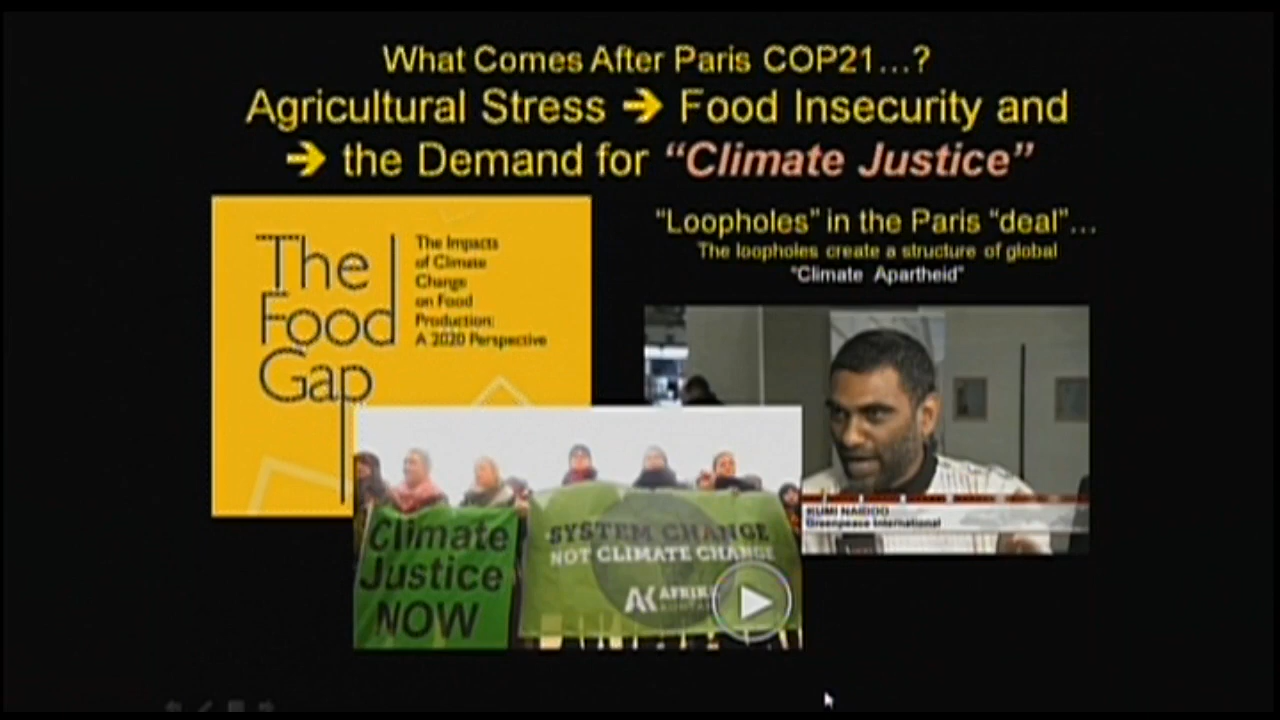 What Comes After Paris COP21...?
Agricultural Stress ➔ Food Insecurity and
➔ the Demand for "Climate Justice"
"Loopholes" in the Paris "deal"...
The loopholes create a structure of global
"Climate Apartheid"
The
Food
Gap
The Impacts
of Climate
Change
on Food
Production:
A 2020 Perspective
KUMI NAIDOO
Greenpeace International
Climate
Justice
NOW
SYSTEM CHANGE
NOT CLIMATE CHANGE
AK